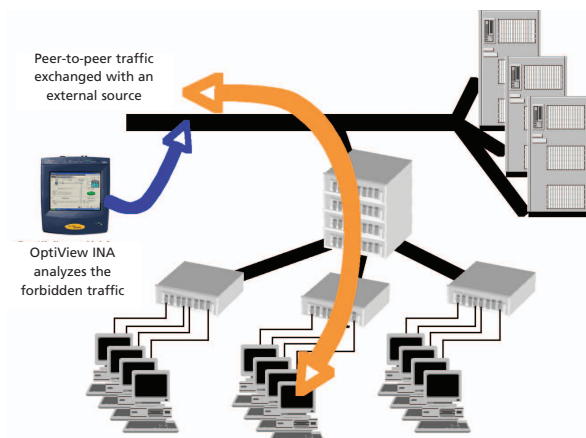 Peer-to-peer traffic
exchanged with an
external source
OptiView INA
analyzes the
forbidden traffic